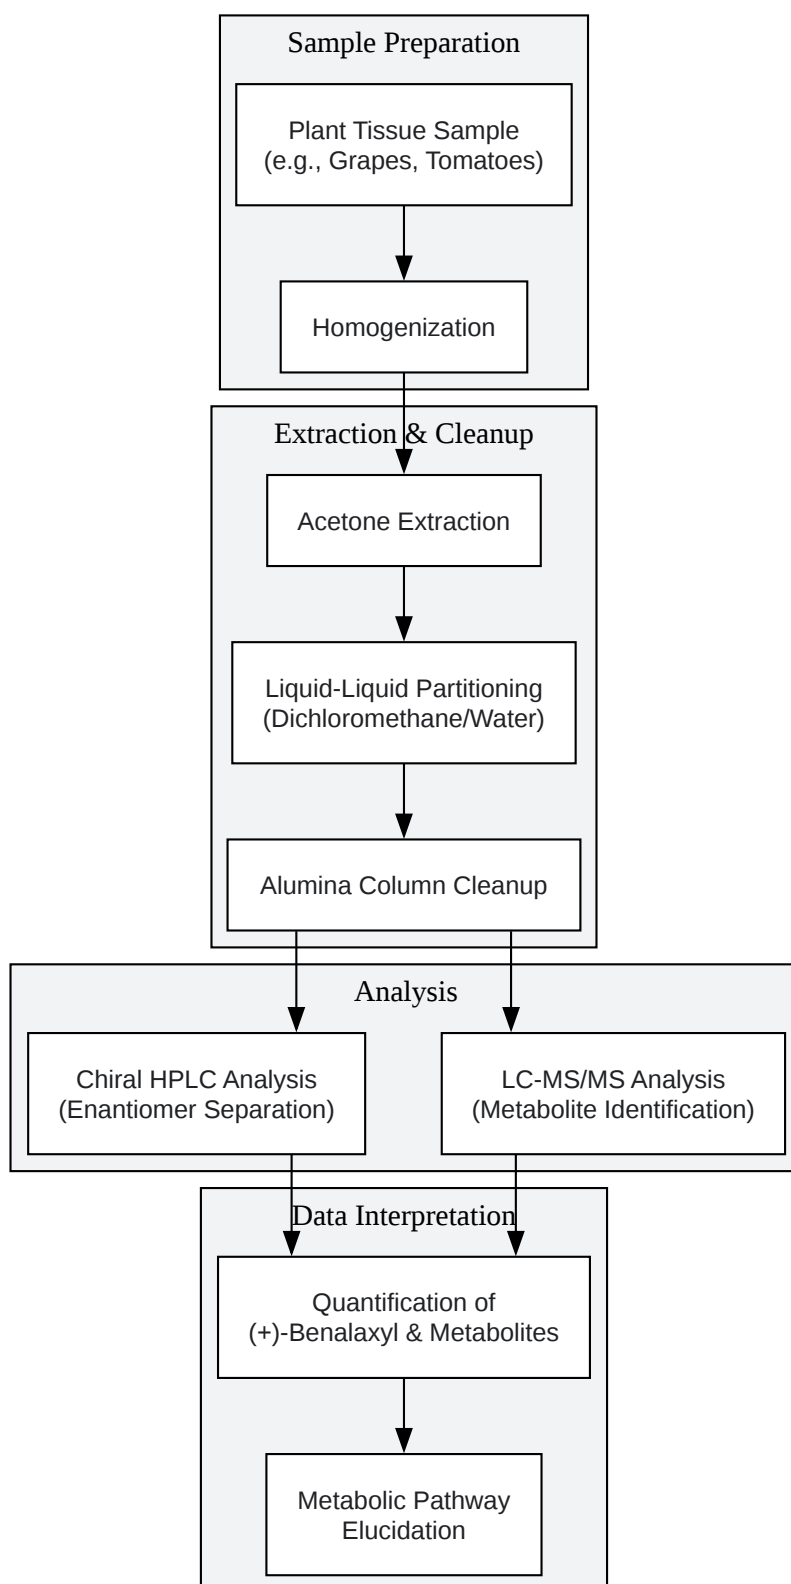 Sample Preparation
Plant Tissue Sample
(e.g., Grapes, Tomatoes)
Homogenization
Extraction & Cleanup
Acetone Extraction
Liquid-Liquid Partitioning
(Dichloromethane/Water)
Alumina Column Cleanup
Analysis
Chiral HPLC Analysis
(Enantiomer Separation)
LC-MS/MS Analysis
(Metabolite Identification)
Data Interpretation
Quantification of
(+)-Benalaxyl & Metabolites
Metabolic Pathway
Elucidation